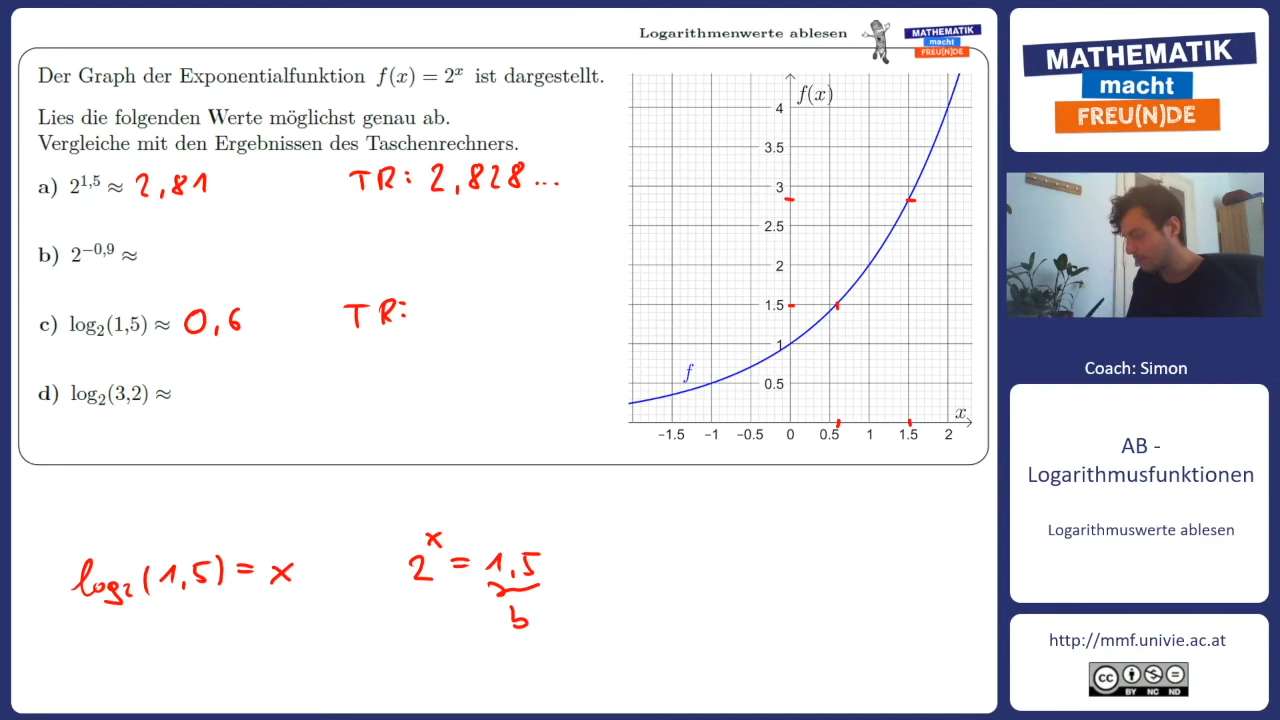 Logarithmenwerte ablesen
MATHEMATIK
macht
FREU(N)DE
Der Graph der Exponentialfunktion f(x) = 2^x ist dargestellt.
Lies die folgenden Werte möglichst genau ab.
Vergleiche mit den Ergebnissen des Taschenrechners.
a) 2^{1,5} ≈ 2,81 TR: 2,828...
b) 2^{−0,9} ≈
c) log₂(1,5) ≈ 0,6 TR:
d) log₂(3,2) ≈
f(x)
4
3.5
3
2.5
2
1.5
1
0.5
f
x
−1.5 −1 −0.5 0 0.5 1 1.5 2
log₂(1,5) = x 2^x = 1,5
b
MATHEMATIK
macht
FREU(N)DE
Coach: Simon
AB -
Logarithmusfunktionen
Logarithmuswerte ablesen
http://mmf.univie.ac.at
cc
BY NC ND